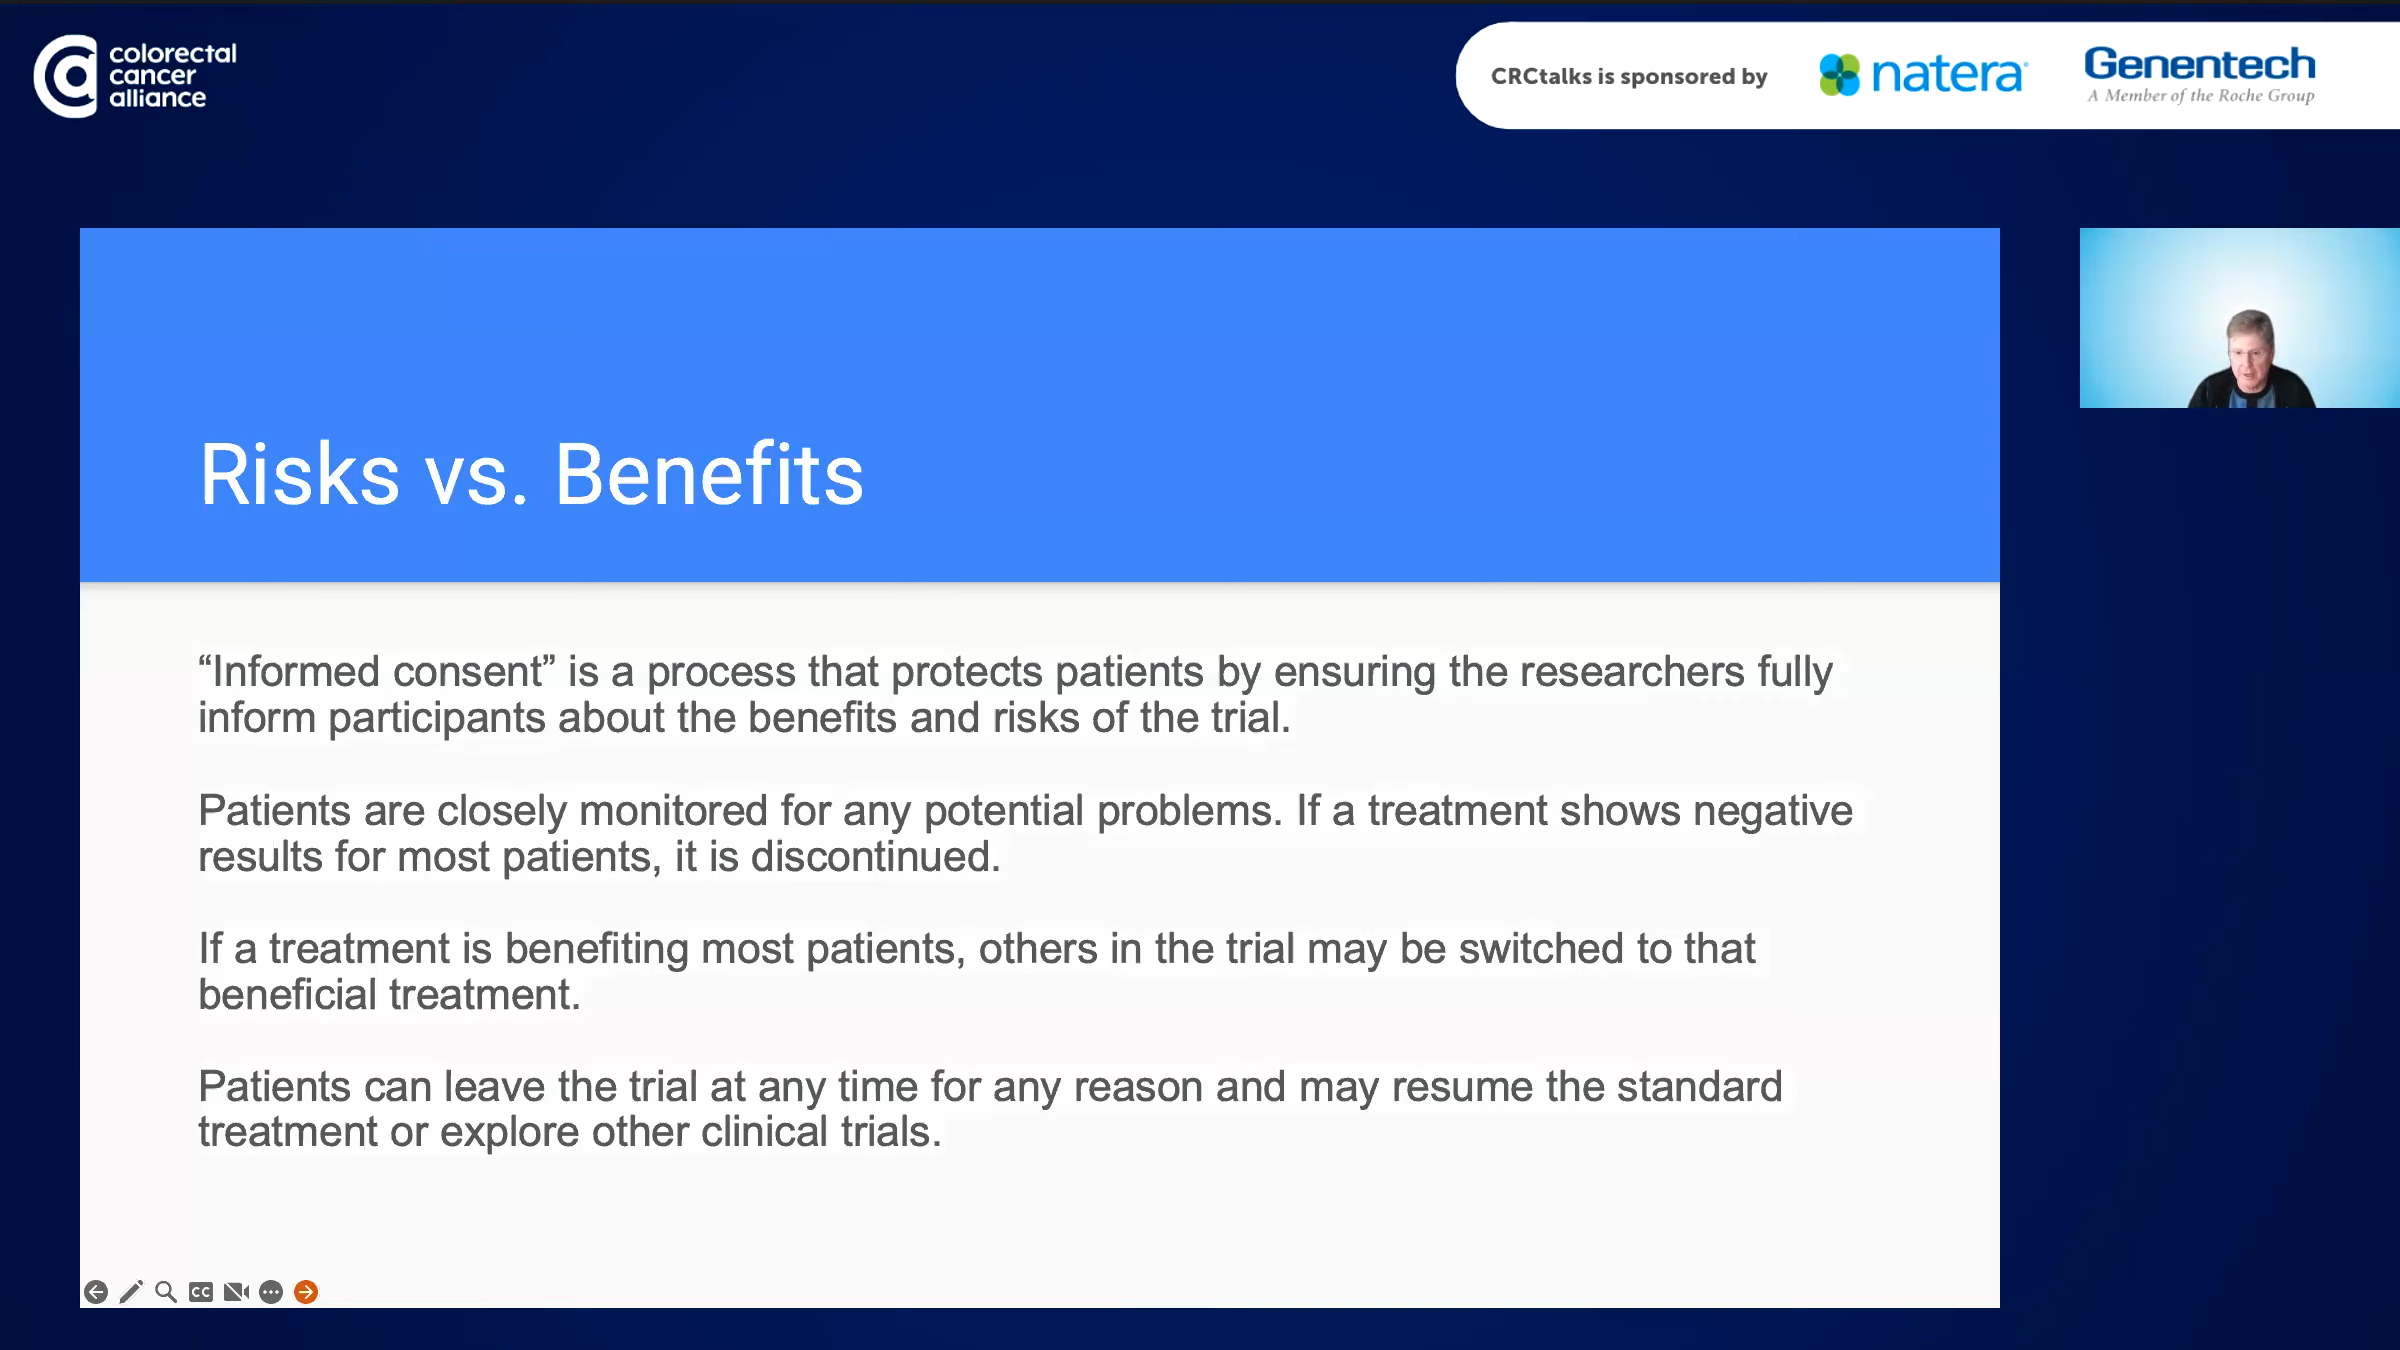 colorectal
cancer
alliance
CRCtalks is sponsored by
natera
Genentech
A Member of the Roche Group
Risks vs. Benefits
“Informed consent” is a process that protects patients by ensuring the researchers fully
inform participants about the benefits and risks of the trial.
Patients are closely monitored for any potential problems. If a treatment shows negative
results for most patients, it is discontinued.
If a treatment is benefiting most patients, others in the trial may be switched to that
beneficial treatment.
Patients can leave the trial at any time for any reason and may resume the standard
treatment or explore other clinical trials.
CC